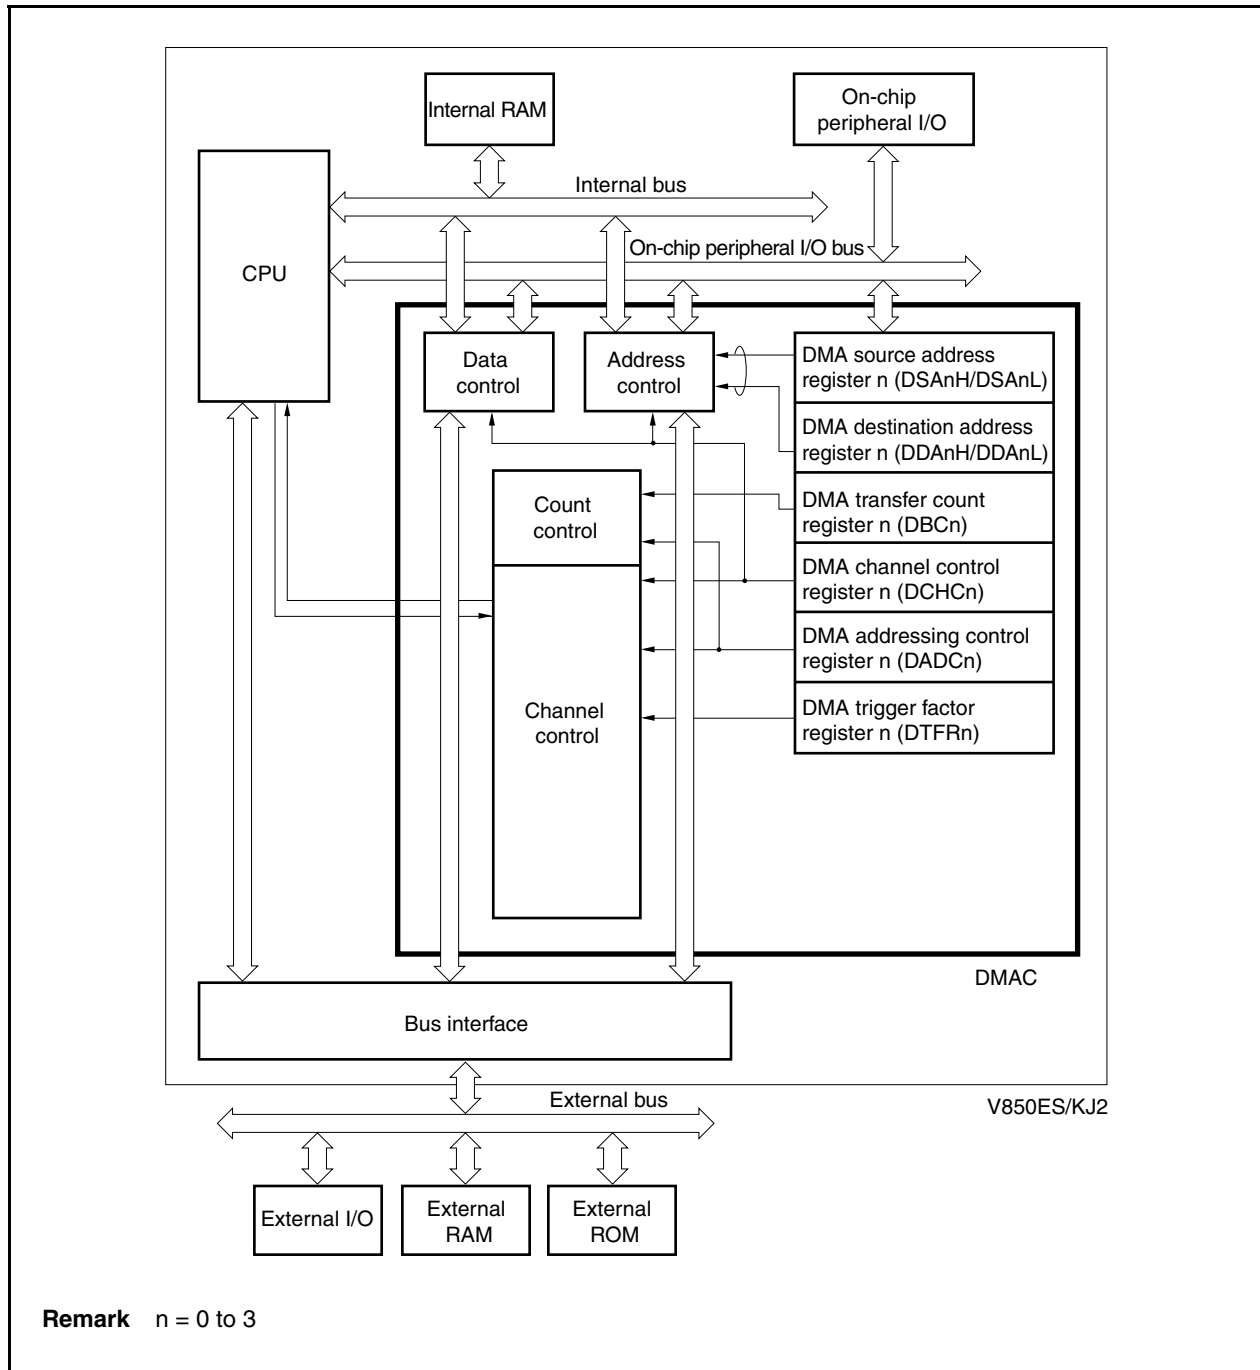 Internal RAM
On-chip
peripheral I/O
Internal bus
On-chip peripheral I/O bus
CPU
Data
control
Address
control
DMA source address
register n (DSAnH/DSAnL)
DMA destination address
register n (DDAnH/DDAnL)
Count
control
DMA transfer count
register n (DBCn)
DMA channel control
register n (DCHCn)
DMA addressing control
register n (DADCn)
Channel
control
DMA trigger factor
register n (DTFRn)
DMAC
Bus interface
External bus
V850ES/KJ2
External I/O
External
RAM
External
ROM
Remark n = 0 to 3